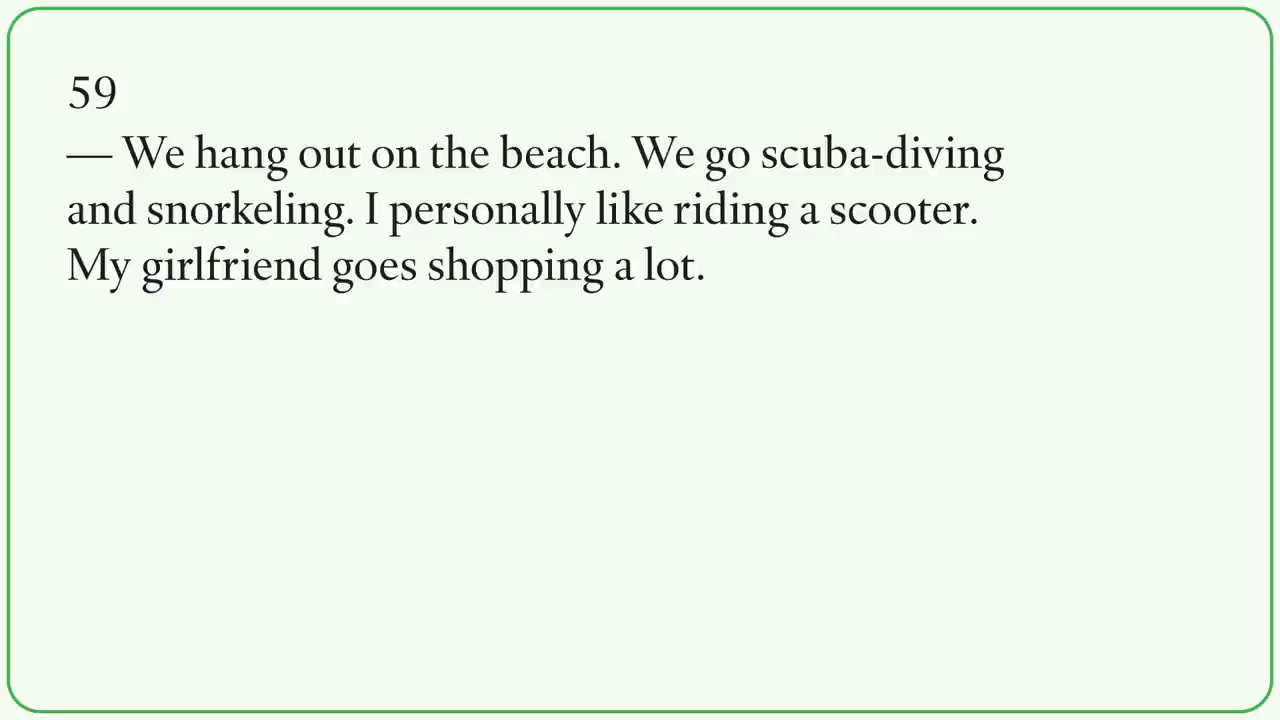 59
— We hang out on the beach. We go scuba-diving
and snorkeling. I personally like riding a scooter.
My girlfriend goes shopping a lot.